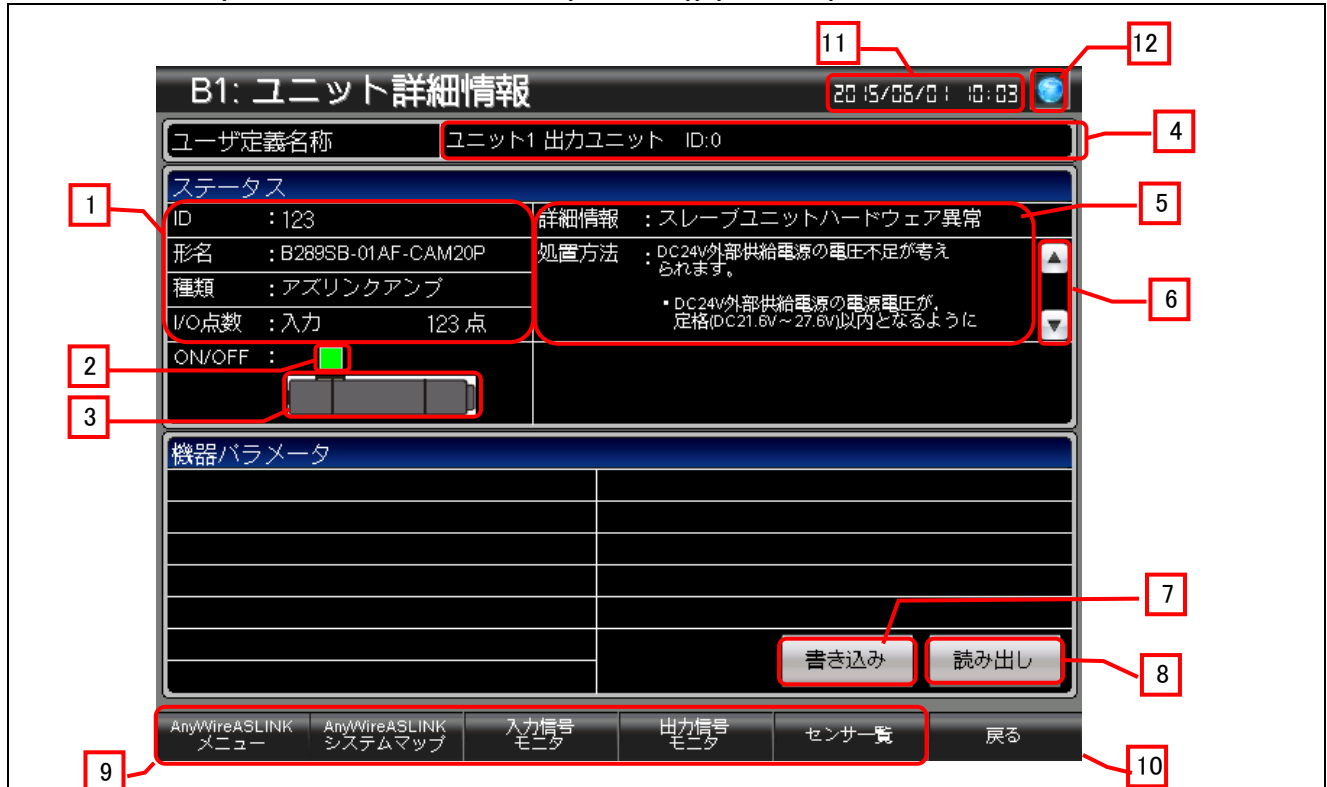 11
12
B1: ユニット詳細情報
2015/06/01 10:03
ユーザ定義名称
ユニット1 出力ユニット ID:0
4
ステータス
1
ID :123
詳細情報 :スレーブユニットハードウェア異常
5
形名 :B289SB-01AF-CAM20P
処置方法 :DC24V外部供給電源の電圧不足が考え
られます。
種類 :アズリンクアンプ
・DC24V外部供給電源の電源電圧が,
定格(DC21.6V~27.6V)以内となるように
6
I/O点数 :入力 123 点
ON/OFF :
2
3
機器パラメータ
7
書き込み
読み出し
8
AnyWireASLINK
メニュー
AnyWireASLINK
システムマップ
入力信号
モニタ
出力信号
モニタ
センサ一覧
戻る
9
10